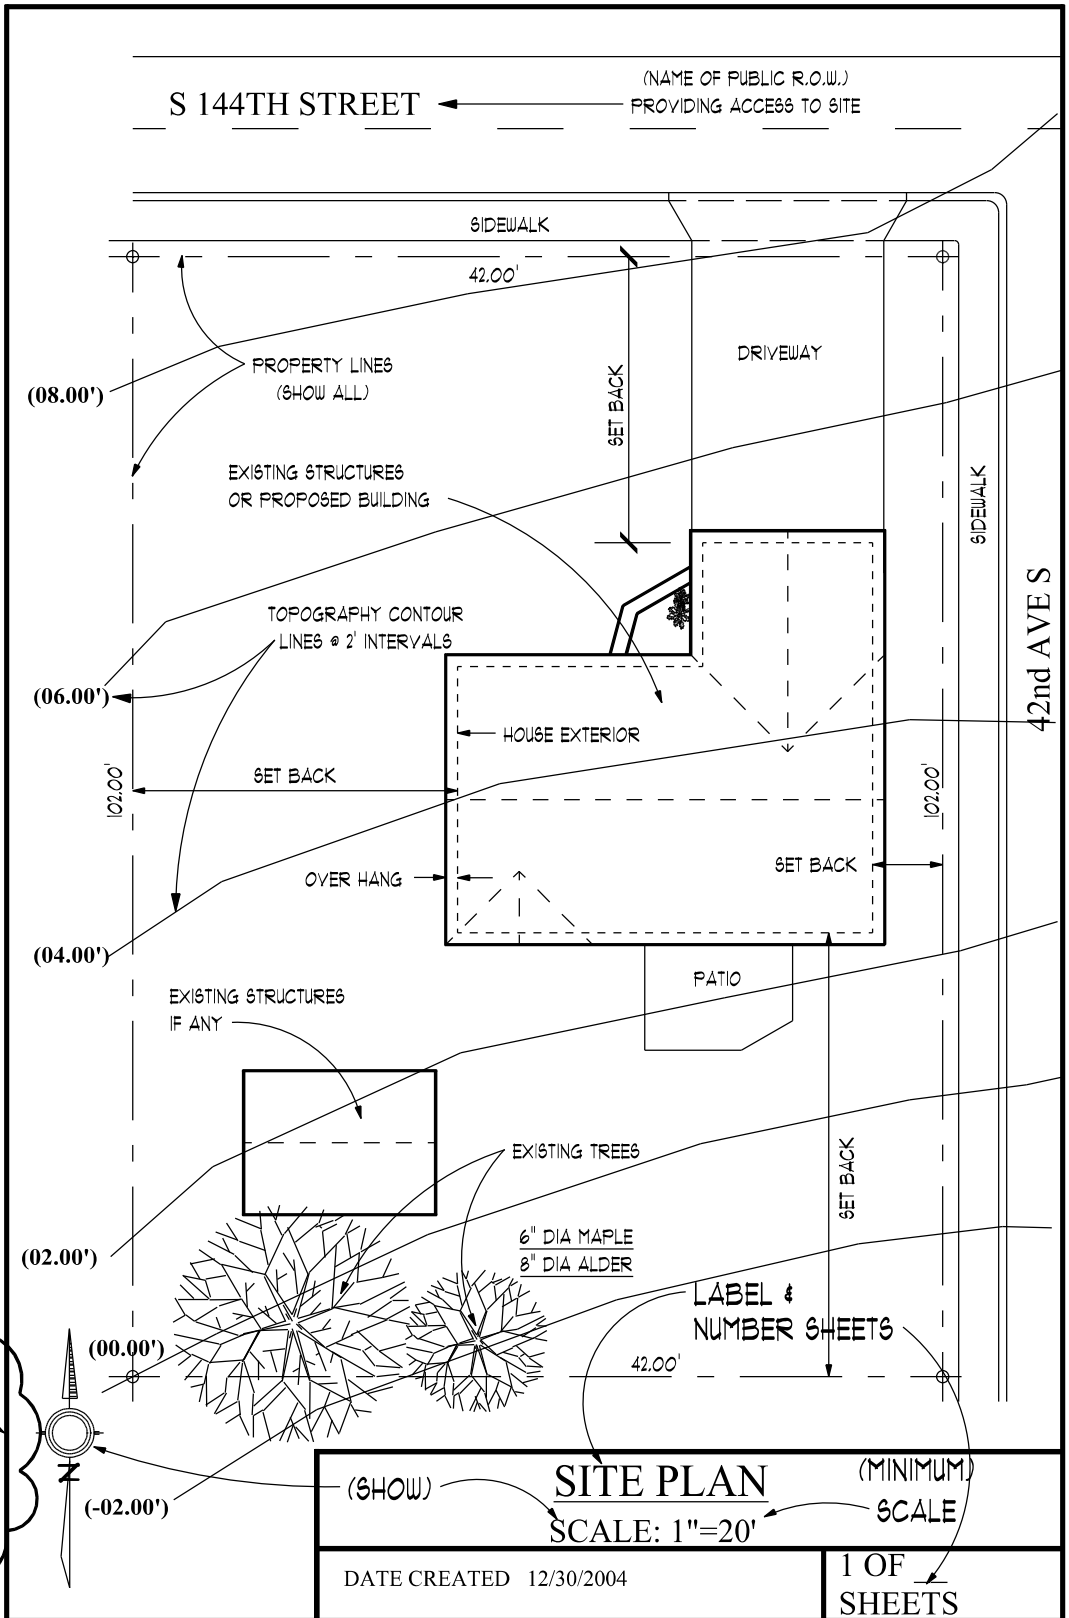 (NAME OF PUBLIC R.O.W.)
S 144TH STREET
PROVIDING ACCESS TO SITE
SIDEWALK
42.00'
DRIVEWAY
PROPERTY LINES
(SHOW ALL)
(08.00')
SET BACK
EXISTING STRUCTURES
OR PROPOSED BUILDING
SIDEWALK
42nd AVE S
TOPOGRAPHY CONTOUR
LINES @ 2' INTERVALS
(06.00')
HOUSE EXTERIOR
SET BACK
102.00'
102.00'
SET BACK
OVER HANG
(04.00')
PATIO
EXISTING STRUCTURES
IF ANY
EXISTING TREES
SET BACK
6" DIA MAPLE
8" DIA ALDER
(02.00')
LABEL &
NUMBER SHEETS
(00.00')
42.00'
N
(-02.00')
(SHOW)
SITE PLAN
(MINIMUM)
SCALE
SCALE: 1"=20'
DATE CREATED 12/30/2004
1 OF __
SHEETS